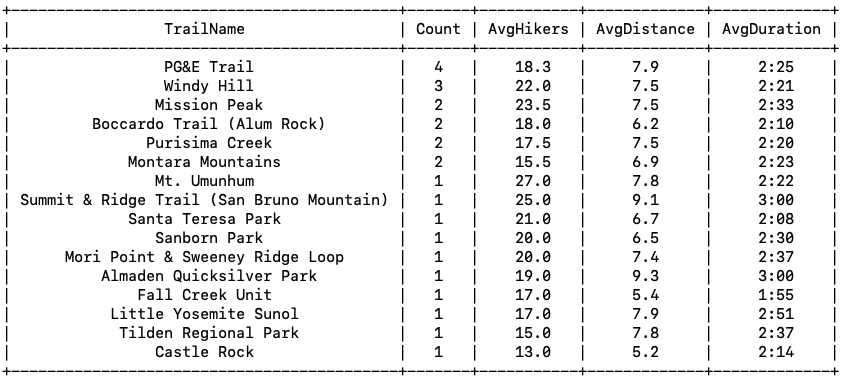 +-------------------------------------------+-------+-----------+-------------+-------------+
| TrailName | Count | AvgHikers | AvgDistance | AvgDuration |
+-------------------------------------------+-------+-----------+-------------+-------------+
| PG&E Trail | 4 | 18.3 | 7.9 | 2:25 |
| Windy Hill | 3 | 22.0 | 7.5 | 2:21 |
| Mission Peak | 2 | 23.5 | 7.5 | 2:33 |
| Boccardo Trail (Alum Rock) | 2 | 18.0 | 6.2 | 2:10 |
| Purisima Creek | 2 | 17.5 | 7.5 | 2:20 |
| Montara Mountains | 2 | 15.5 | 6.9 | 2:23 |
| Mt. Umunhum | 1 | 27.0 | 7.8 | 2:22 |
| Summit & Ridge Trail (San Bruno Mountain) | 1 | 25.0 | 9.1 | 3:00 |
| Santa Teresa Park | 1 | 21.0 | 6.7 | 2:08 |
| Sanborn Park | 1 | 20.0 | 6.5 | 2:30 |
| Mori Point & Sweeney Ridge Loop | 1 | 20.0 | 7.4 | 2:37 |
| Almaden Quicksilver Park | 1 | 19.0 | 9.3 | 3:00 |
| Fall Creek Unit | 1 | 17.0 | 5.4 | 1:55 |
| Little Yosemite Sunol | 1 | 17.0 | 7.9 | 2:51 |
| Tilden Regional Park | 1 | 15.0 | 7.8 | 2:37 |
| Castle Rock | 1 | 13.0 | 5.2 | 2:14 |
+-------------------------------------------+-------+-----------+-------------+-------------+